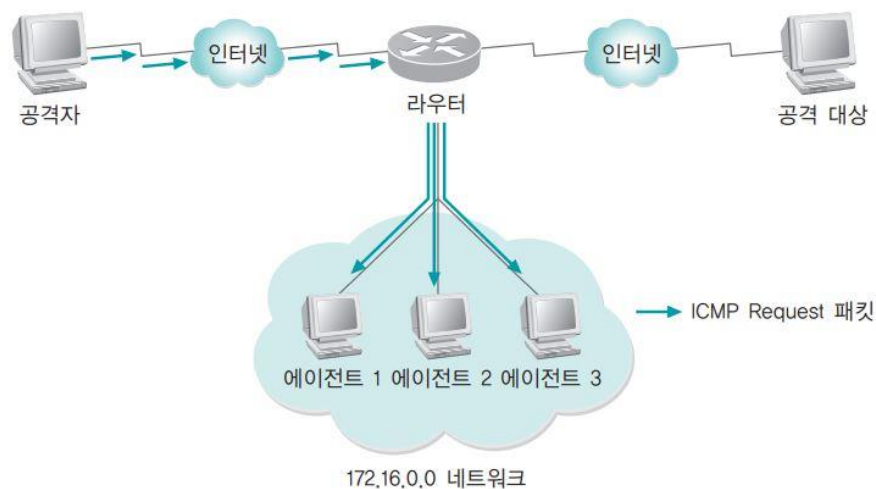 인터넷
인터넷
공격자
라우터
공격 대상
ICMP Request 패킷
에이전트 1 에이전트 2 에이전트 3
172.16.0.0 네트워크